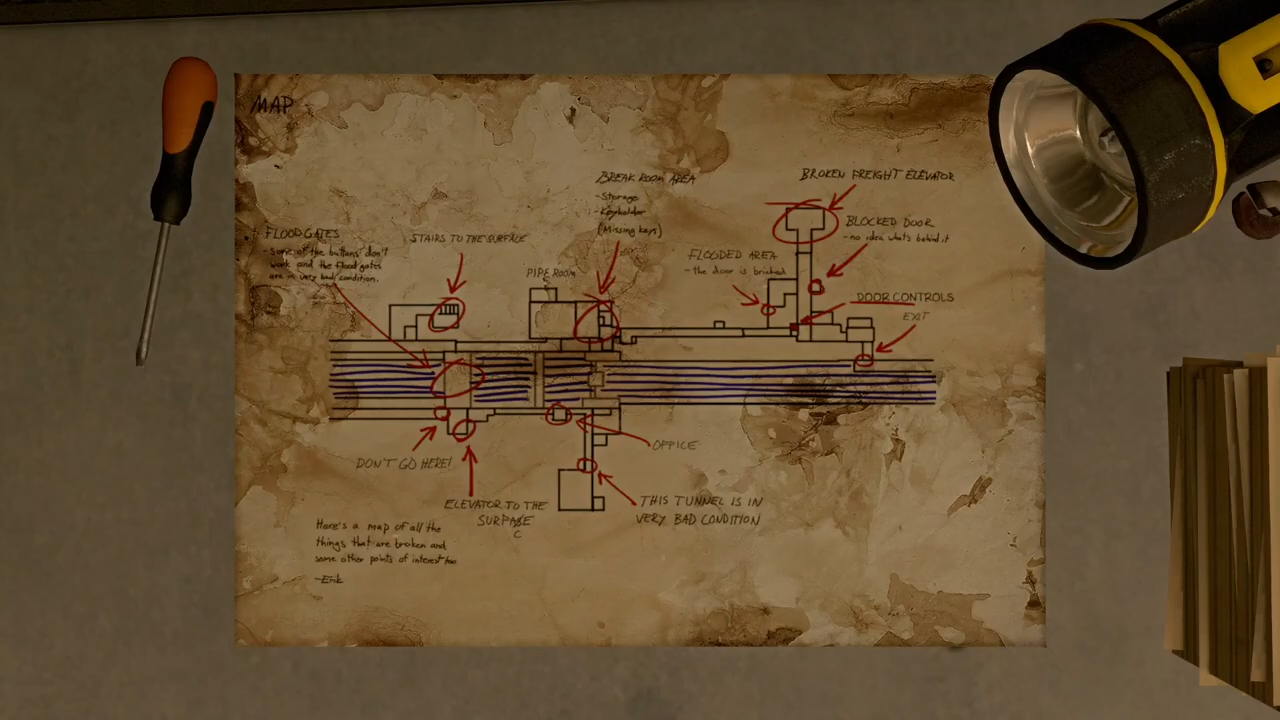 MAP
BREAK ROOM AREA
- Storage
- Keyholder
(Missing keys)
BROKEN FREIGHT ELEVATOR
BLOCKED DOOR
- no idea what's behind it
FLOODGATES
- some of the buttons don't
work and the flood gates
are in very bad condition.
STAIRS TO THE SURFACE
PIPE ROOM
FLOODED AREA
- the door is bricked
DOOR CONTROLS
EXIT
DON'T GO HERE!
OFFICE
ELEVATOR TO THE
SURFACE
C
THIS TUNNEL IS IN
VERY BAD CONDITION
Here's a map of all the
things that are broken and
some other points of interest too
-Erik